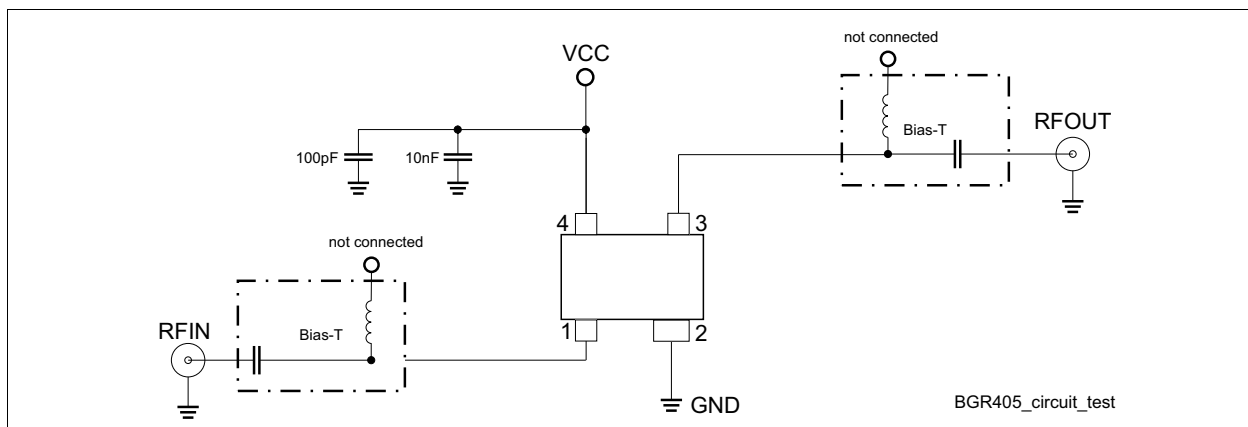 not connected
VCC
Bias-T
RFOUT
100pF
10nF
4
3
not connected
Bias-T
RFIN
1
2
GND
BGR405_circuit_test